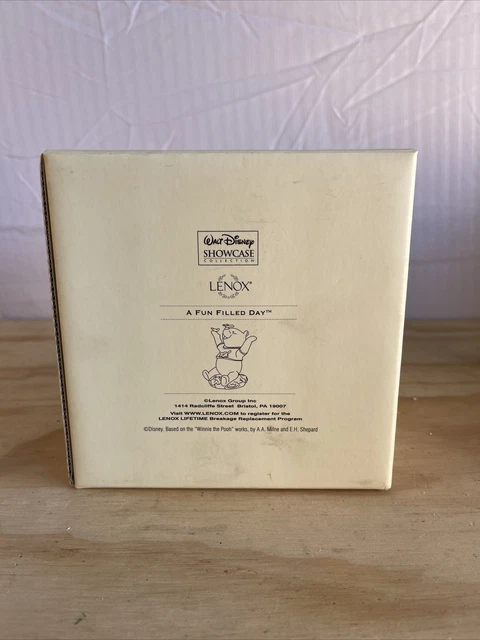 Walt Disney
SHOWCASE
COLLECTION
LENOX®
A FUN FILLED DAY™
©Lenox Group Inc
1414 Radcliffe Street Bristol, PA 19007
Visit WWW.LENOX.COM to register for the
LENOX LIFETIME Breakage Replacement Program
©Disney. Based on the "Winnie the Pooh" works, by A.A. Milne and E.H. Shepard